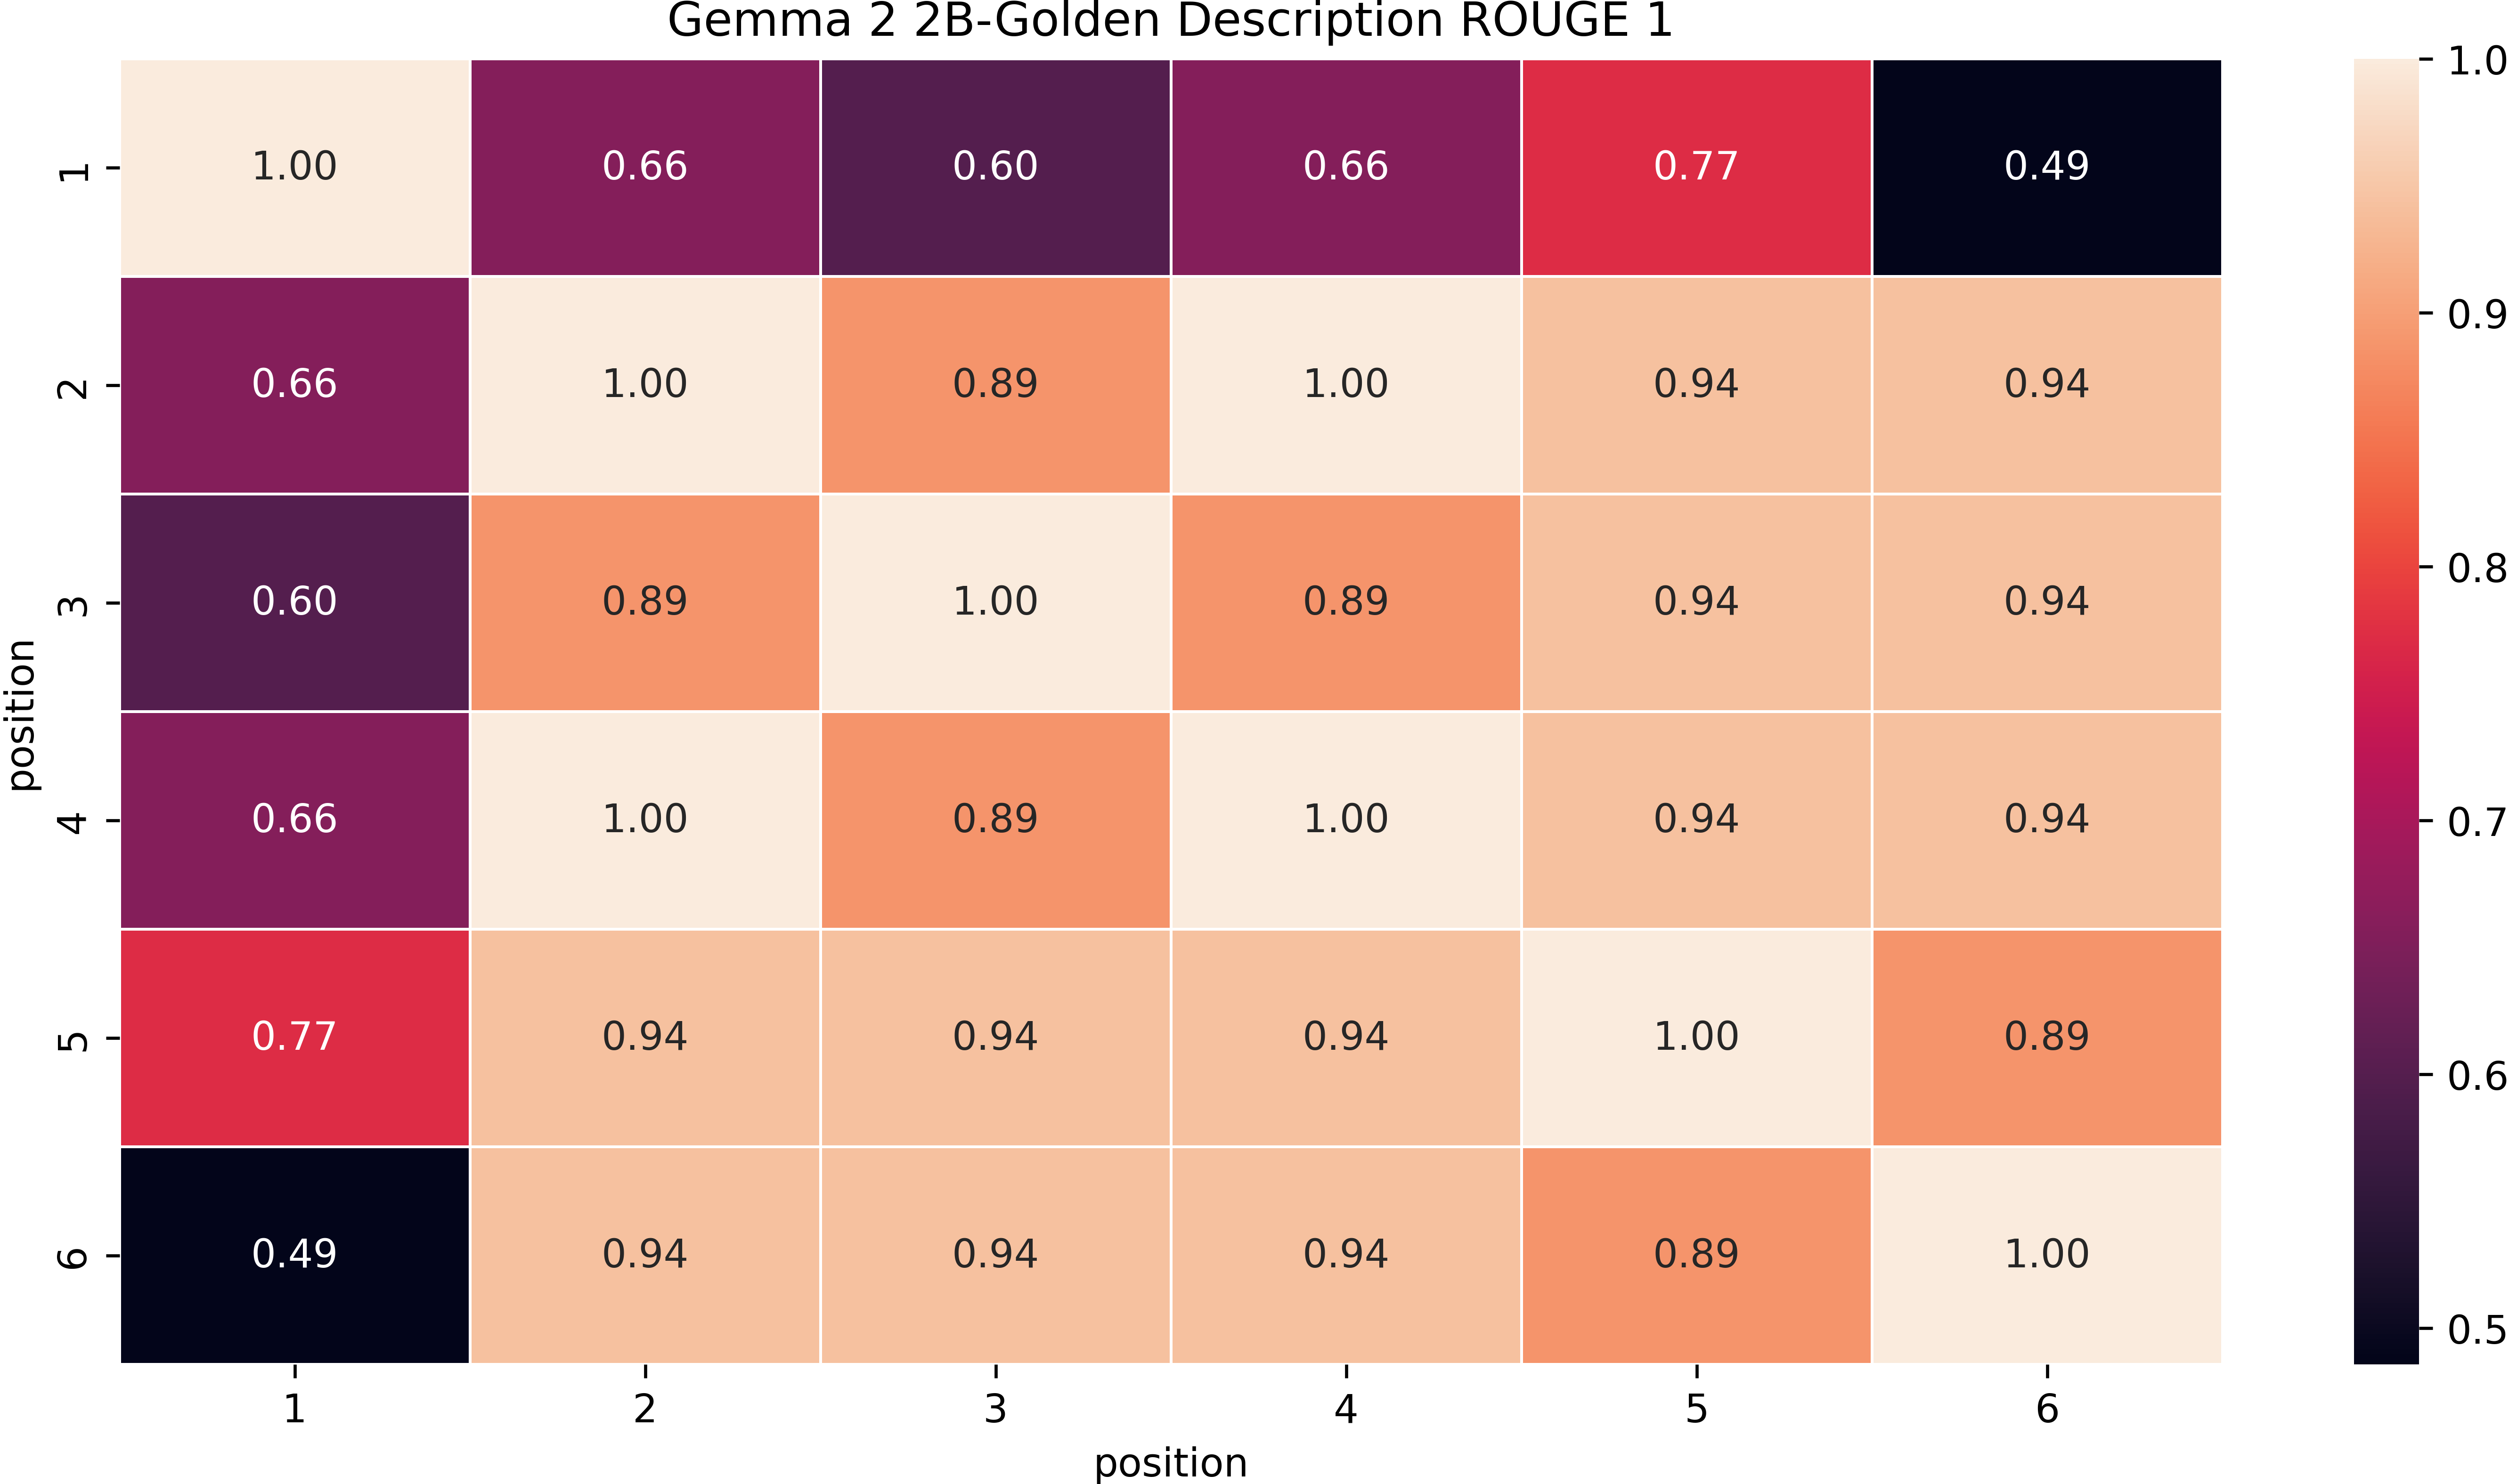 Gemma 2 2B-Golden Description ROUGE 1
1.0
1 1.00 0.66 0.60 0.66 0.77 0.49
0.9
2 0.66 1.00 0.89 1.00 0.94 0.94
0.8
3 0.60 0.89 1.00 0.89 0.94 0.94
position
0.7
4 0.66 1.00 0.89 1.00 0.94 0.94
5 0.77 0.94 0.94 0.94 1.00 0.89
0.6
6 0.49 0.94 0.94 0.94 0.89 1.00
0.5
1 2 3 4 5 6
position